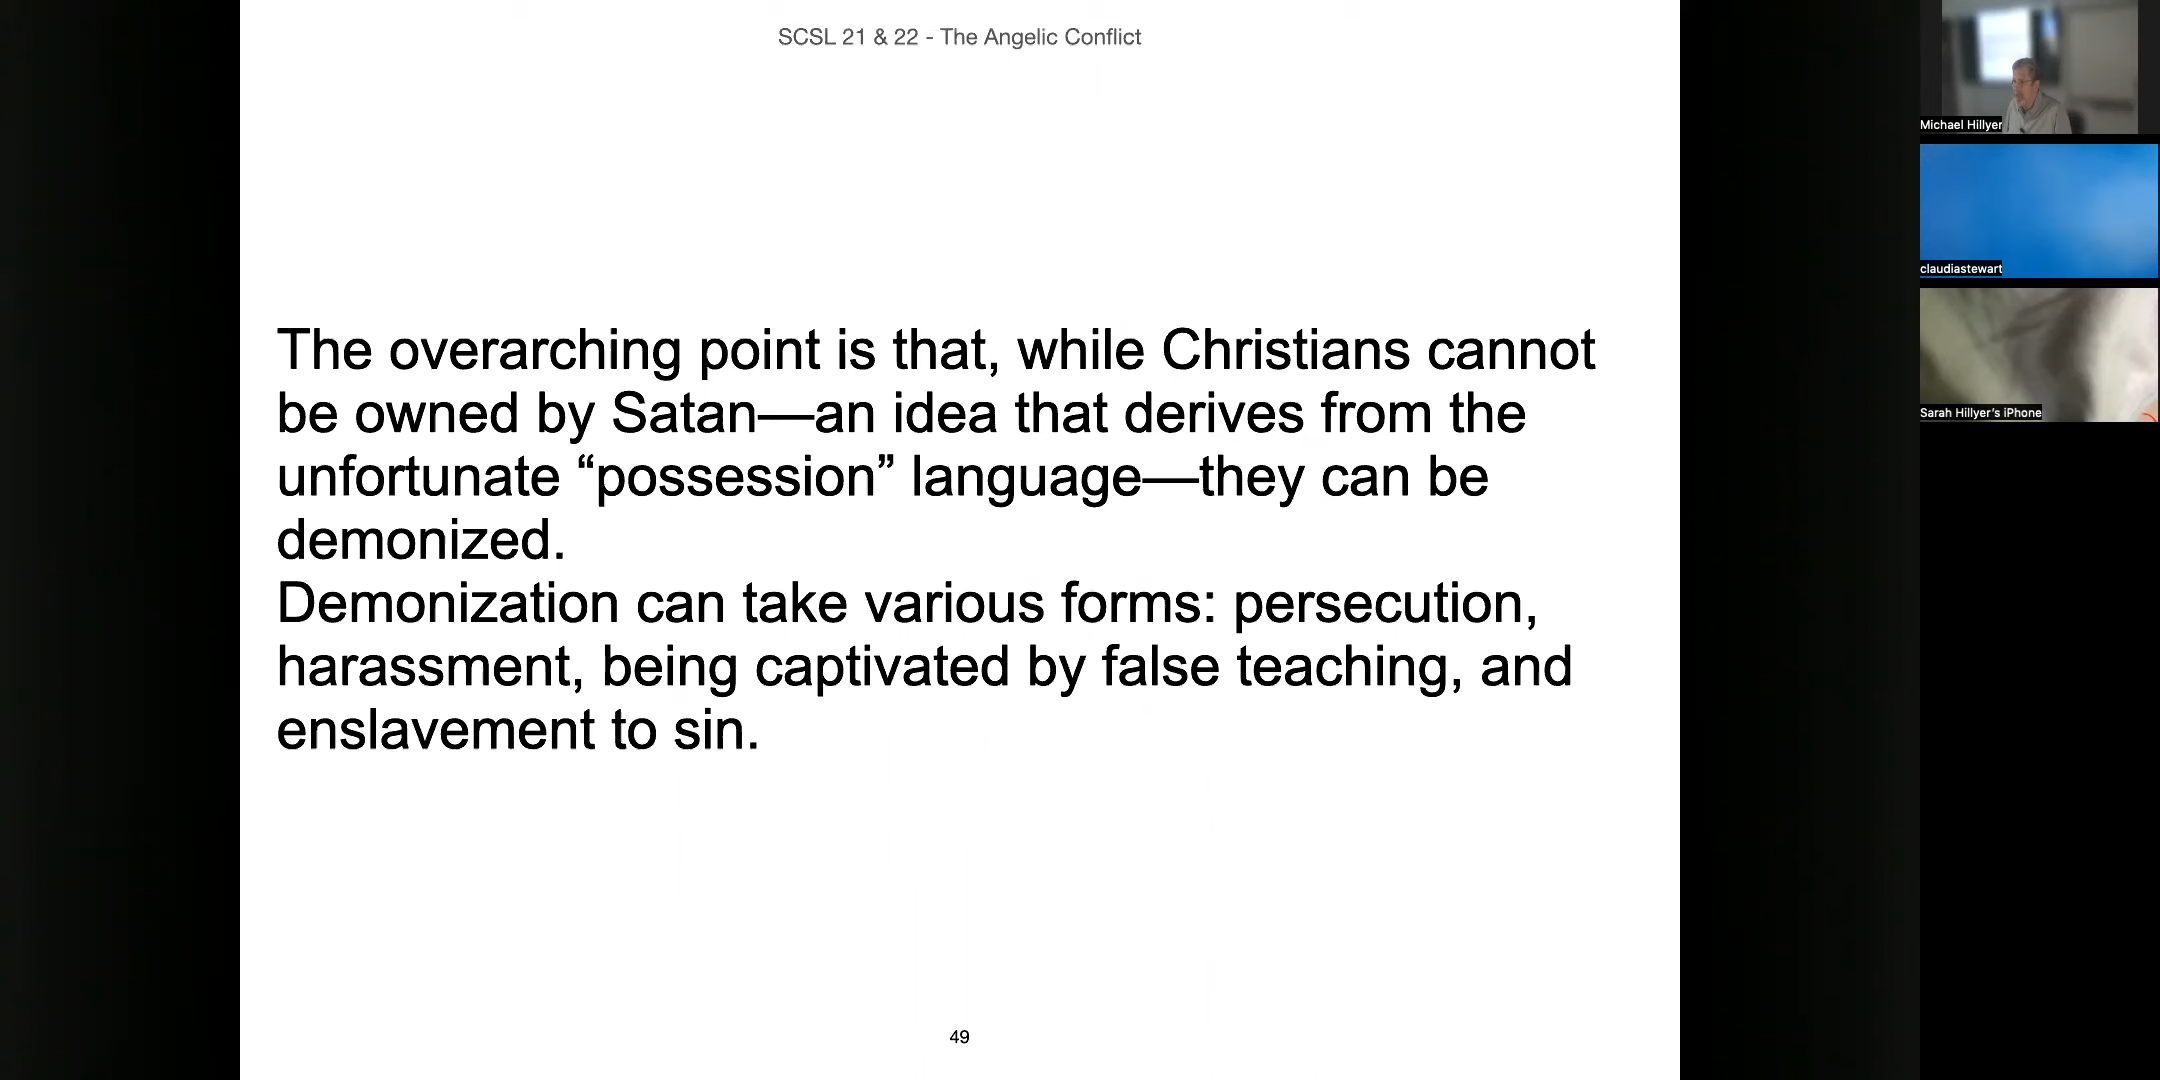 SCSL 21 & 22 - The Angelic Conflict
The overarching point is that, while Christians cannot
be owned by Satan—an idea that derives from the
unfortunate “possession” language—they can be
demonized.
Demonization can take various forms: persecution,
harassment, being captivated by false teaching, and
enslavement to sin.
49
Michael Hillyer
claudiastewart
Sarah Hillyer’s iPhone